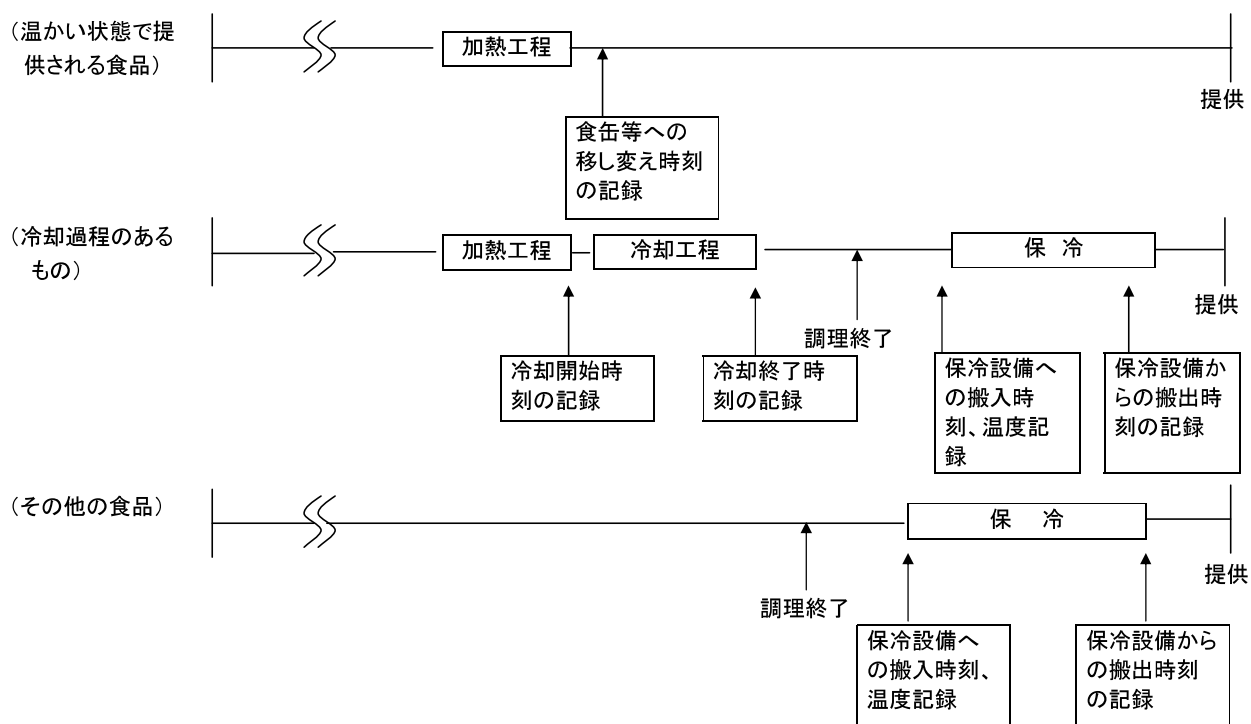 (温かい状態で提
供される食品)
加熱工程
提供
食缶等への
移し変え時刻
の記録
(冷却過程のある
もの)
加熱工程
冷却工程
保 冷
提供
調理終了
冷却開始時
刻の記録
冷却終了時
刻の記録
保冷設備へ
の搬入時
刻、温度記
録
保冷設備か
らの搬出時
刻の記録
(その他の食品)
保 冷
提供
調理終了
保冷設備へ
の搬入時刻、
温度記録
保冷設備から
の搬出時刻
の記録